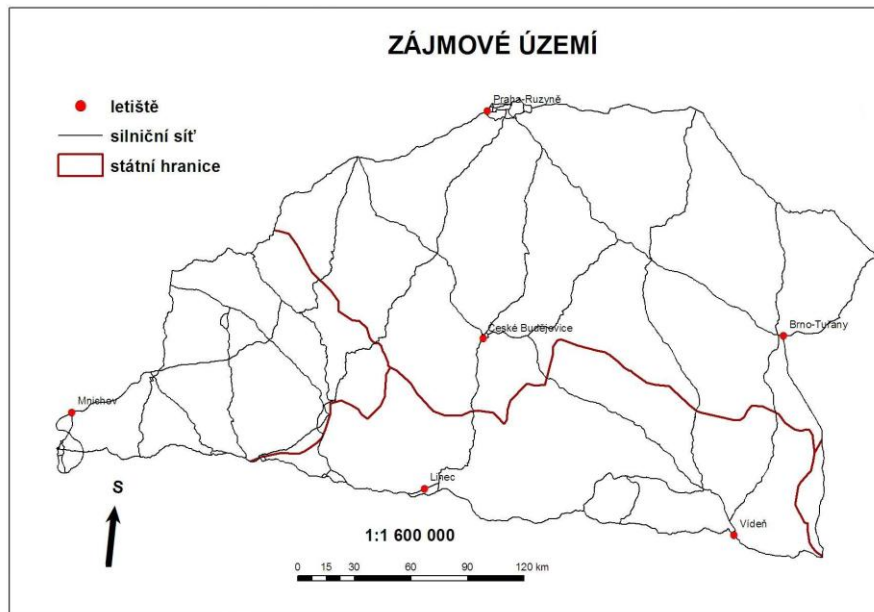 ZÁJMOVÉ ÚZEMÍ
Praha-Ruzyně
letiště
silniční síť
státní hranice
České Budějovice
Brno-Tuřany
Mnichov
Linec
S
Vídeň
1:1 600 000
0 15 30 60 90 120 km